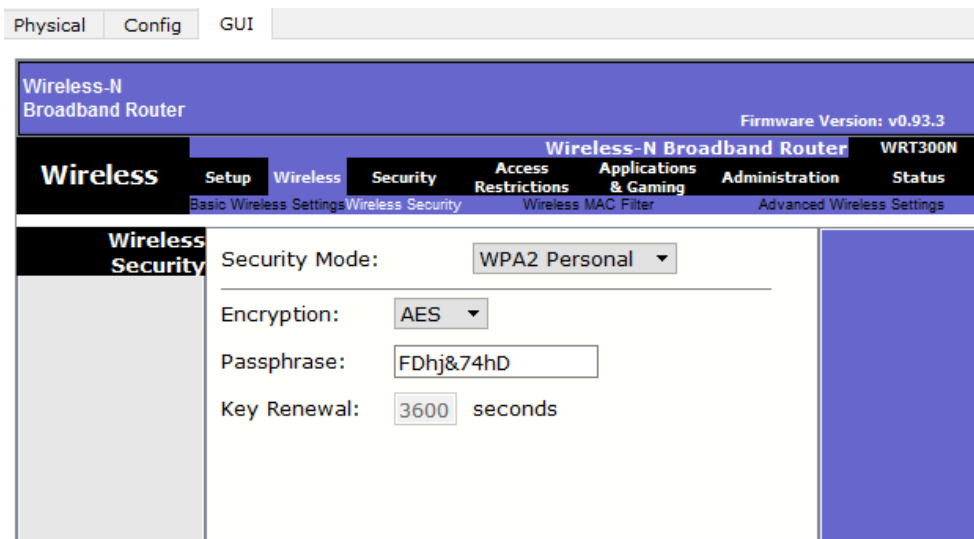 Physical Config GUI
Wireless-N
Broadband Router
Firmware Version: v0.93.3
Wireless-N Broadband Router WRT300N
Wireless
Setup Wireless Security Access Restrictions Applications & Gaming Administration Status
Basic Wireless Settings Wireless Security Wireless MAC Filter Advanced Wireless Settings
Wireless
Security
Security Mode: WPA2 Personal
Encryption: AES
Passphrase: FDhj&74hD
Key Renewal: 3600 seconds